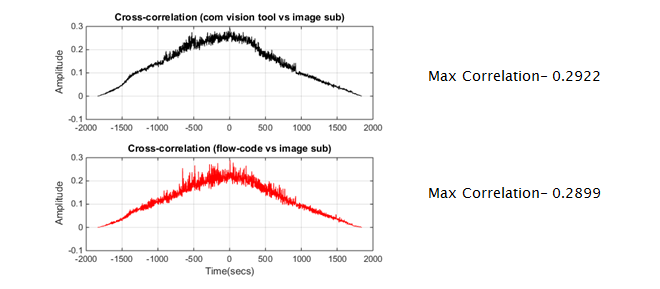 Cross-correlation (com vision tool vs image sub)
0.3
0.2
0.1
0
-0.1
Amplitude
-2000 -1500 -1000 -500 0 500 1000 1500 2000
Max Correlation- 0.2922
Cross-correlation (flow-code vs image sub)
0.3
0.2
0.1
0
-0.1
Amplitude
-2000 -1500 -1000 -500 0 500 1000 1500 2000
Time(secs)
Max Correlation- 0.2899